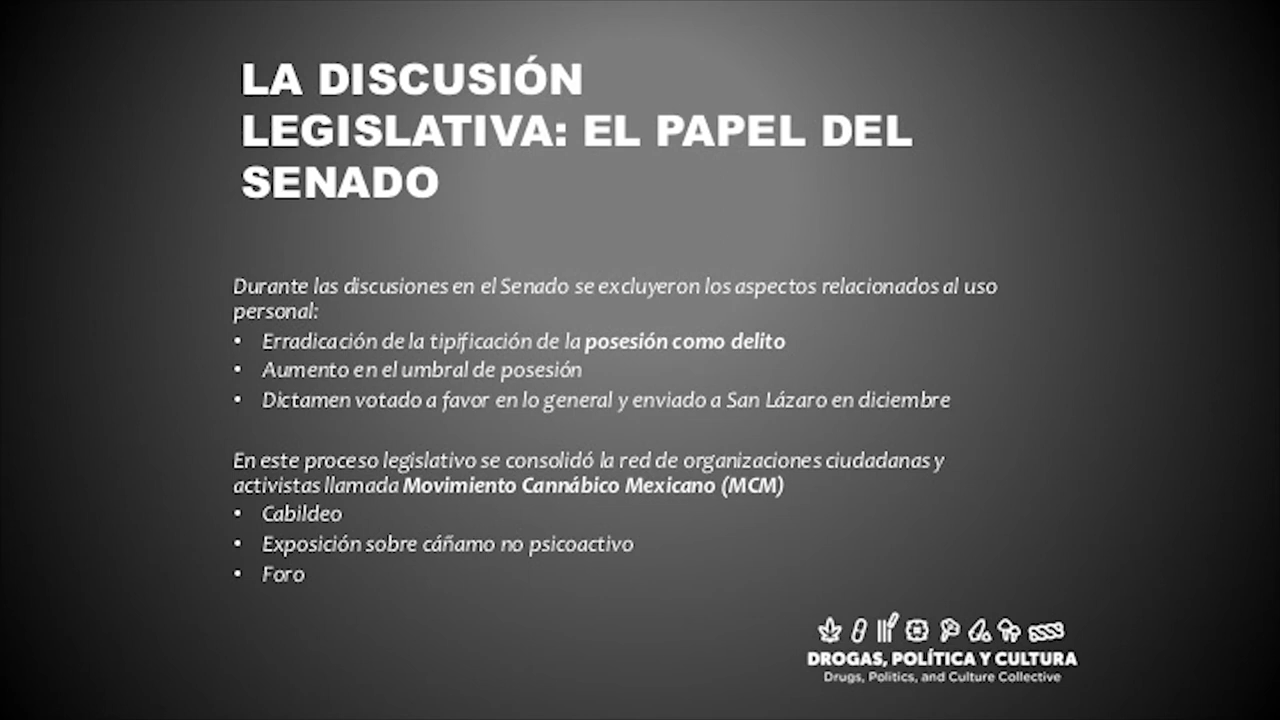 LA DISCUSIÓN
LEGISLATIVA: EL PAPEL DEL
SENADO
Durante las discusiones en el Senado se excluyeron los aspectos relacionados al uso
personal:
• Erradicación de la tipificación de la posesión como delito
• Aumento en el umbral de posesión
• Dictamen votado a favor en lo general y enviado a San Lázaro en diciembre
En este proceso legislativo se consolidó la red de organizaciones ciudadanas y
activistas llamada Movimiento Cannábico Mexicano (MCM)
• Cabildeo
• Exposición sobre cáñamo no psicoactivo
• Foro
DROGAS, POLÍTICA Y CULTURA
Drugs, Politics, and Culture Collective